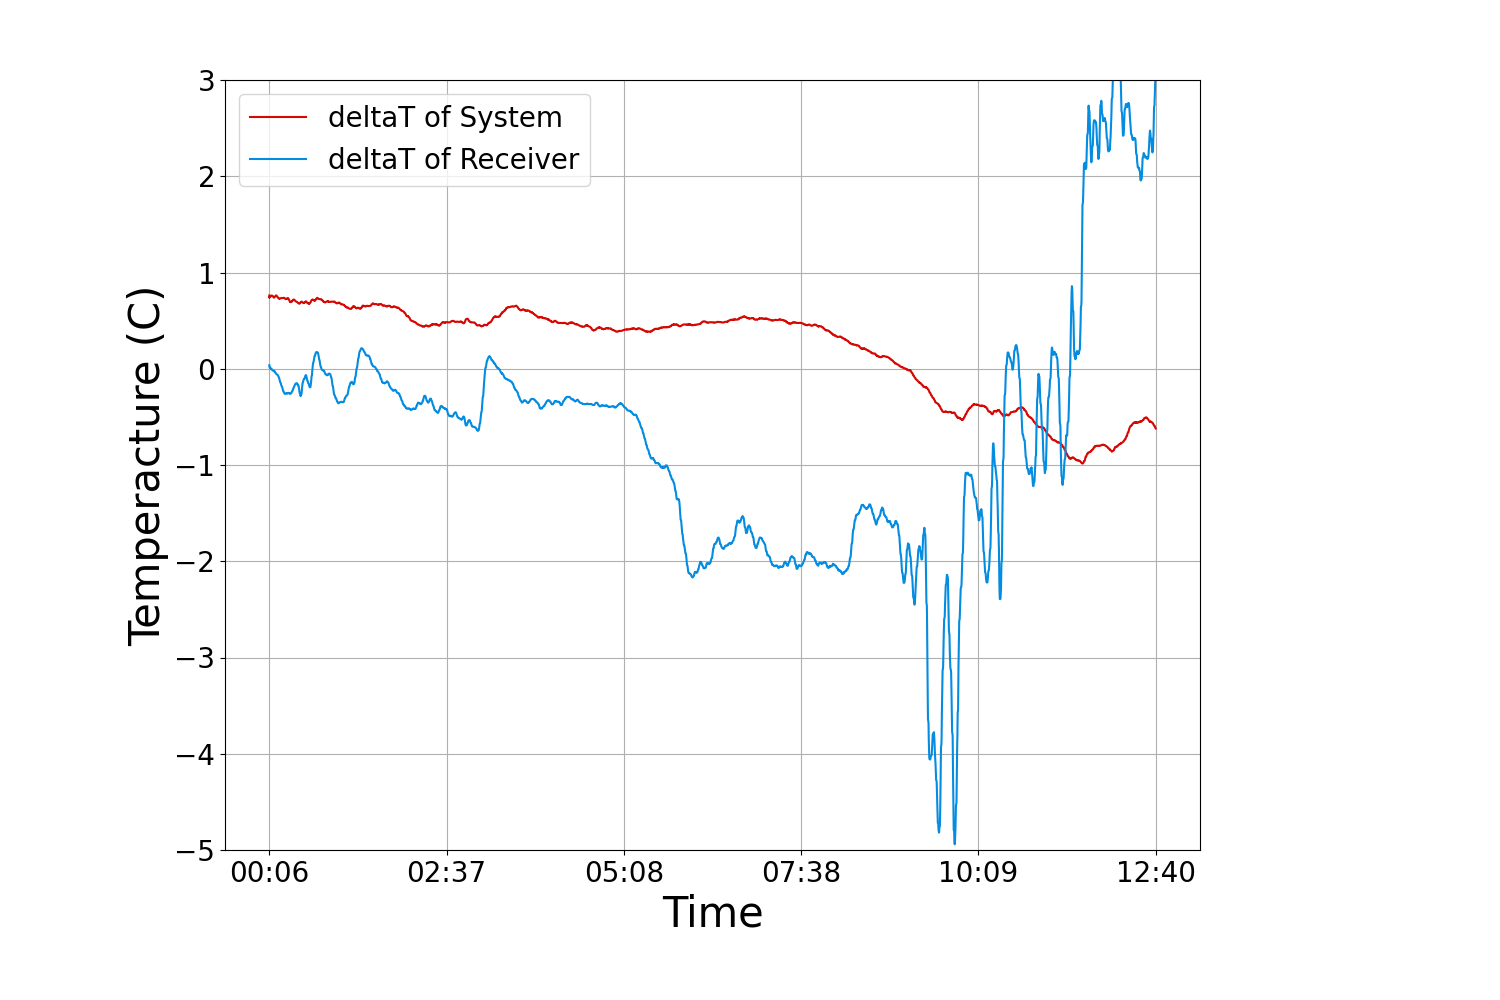 deltaT of System
deltaT of Receiver
3
2
1
0
−1
−2
−3
−4
−5
Temperacture (C)
00:06 02:37 05:08 07:38 10:09 12:40
Time